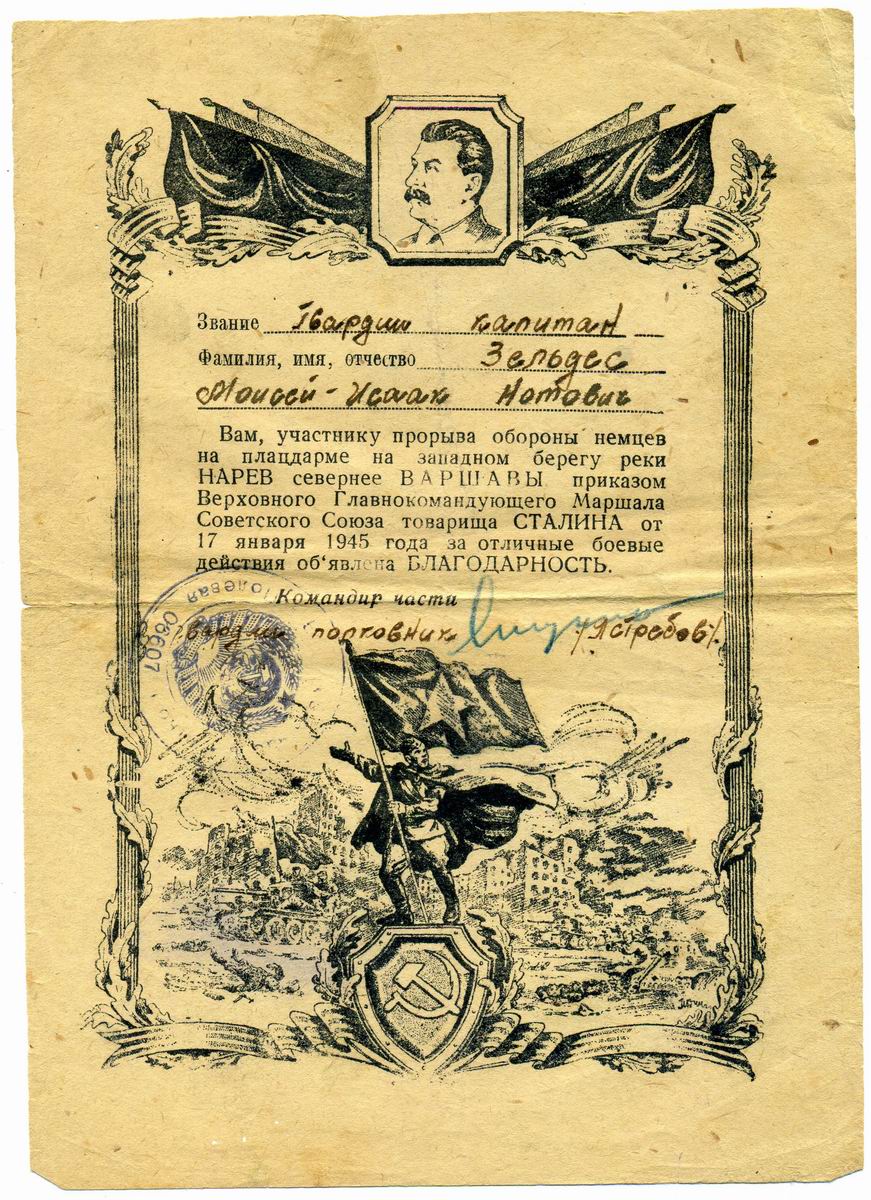 Звание Гвардии капитан
Фамилия, имя, отчество Зельдес
Моисей-Исаак Нотович
Вам, участнику прорыва обороны немцев
на плацдарме на западном берегу реки
НАРЕВ севернее ВАРШАВЫ приказом
Верховного Главнокомандующего Маршала
Советского Союза товарища СТАЛИНА от
17 января 1945 года за отличные боевые
действия об‘явлена БЛАГОДАРНОСТЬ.
Командир части
гвардии полковник /Ястребов/.
Полевая
06607